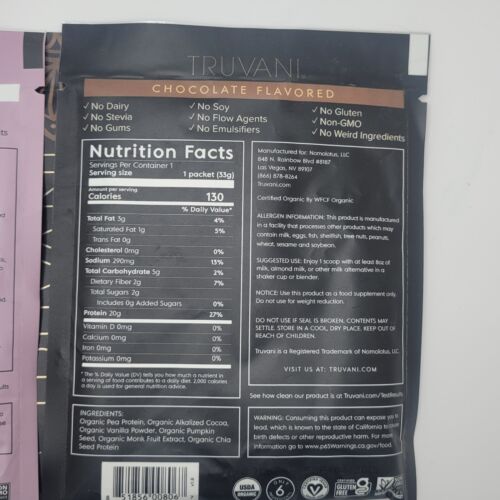 TRUVANI
CHOCOLATE FLAVORED
✓ No Dairy ✓ No Soy ✓ No Gluten
✓ No Stevia ✓ No Flow Agents ✓ Non-GMO
✓ No Gums ✓ No Emulsifiers ✓ No Weird Ingredients
Nutrition Facts
Servings Per Container 1
Serving size 1 packet (33g)
Amount per serving
Calories 130
% Daily Value*
Total Fat 3g 4%
Saturated Fat 1g 5%
Trans Fat 0g
Cholesterol 0mg 0%
Sodium 290mg 13%
Total Carbohydrate 5g 2%
Dietary Fiber 2g 7%
Total Sugars 2g
Includes 0g Added Sugars 0%
Protein 20g 27%
Vitamin D 0mg 0%
Calcium 0mg 0%
Iron 0mg 0%
Potassium 0mg 0%
* The % Daily Value (DV) tells you how much a nutrient in
a serving of food contributes to a daily diet. 2,000 calories
a day is used for general nutrition advice.
INGREDIENTS:
Organic Pea Protein, Organic Alkalized Cocoa,
Organic Vanilla Powder, Organic Pumpkin
Seed, Organic Monk Fruit Extract, Organic Chia
Seed Protein
Manufactured for: Nomolotus, LLC
848 N. Rainbow Blvd #8187
Las Vegas, NV 89107
(866) 878-8264
Truvani.com
Certified Organic By WFCF Organic
ALLERGEN INFORMATION: This product is manufactured
in a facility that processes other products which may
contain milk, eggs, fish, shellfish, tree nuts, peanuts,
wheat, sesame and soybean.
SUGGESTED USE: Enjoy 1 scoop with at least 8oz of
milk, almond milk, or other milk alternative in a
shaker cup or blender.
NOTICE: Use this product as a food supplement only.
Do not use for weight reduction.
DO NOT USE IF SEAL IS BROKEN. CONTENTS MAY
SETTLE. STORE IN A COOL, DRY PLACE. KEEP OUT OF
REACH OF CHILDREN.
Truvani is a Registered Trademark of Nomolotus, LLC.
VISIT US AT: TRUVANI.COM
See how clean our product is at Truvani.com/TestResults
WARNING: Consuming this product can expose you to
lead, which is known to the state of California to cause
birth defects or other reproductive harm. For more
information go to www.p65Warnings.ca.gov/food.
USDA
ORGANIC
ONLY
6
CERTIFIED
GLUTEN
FREE
NON
GMO